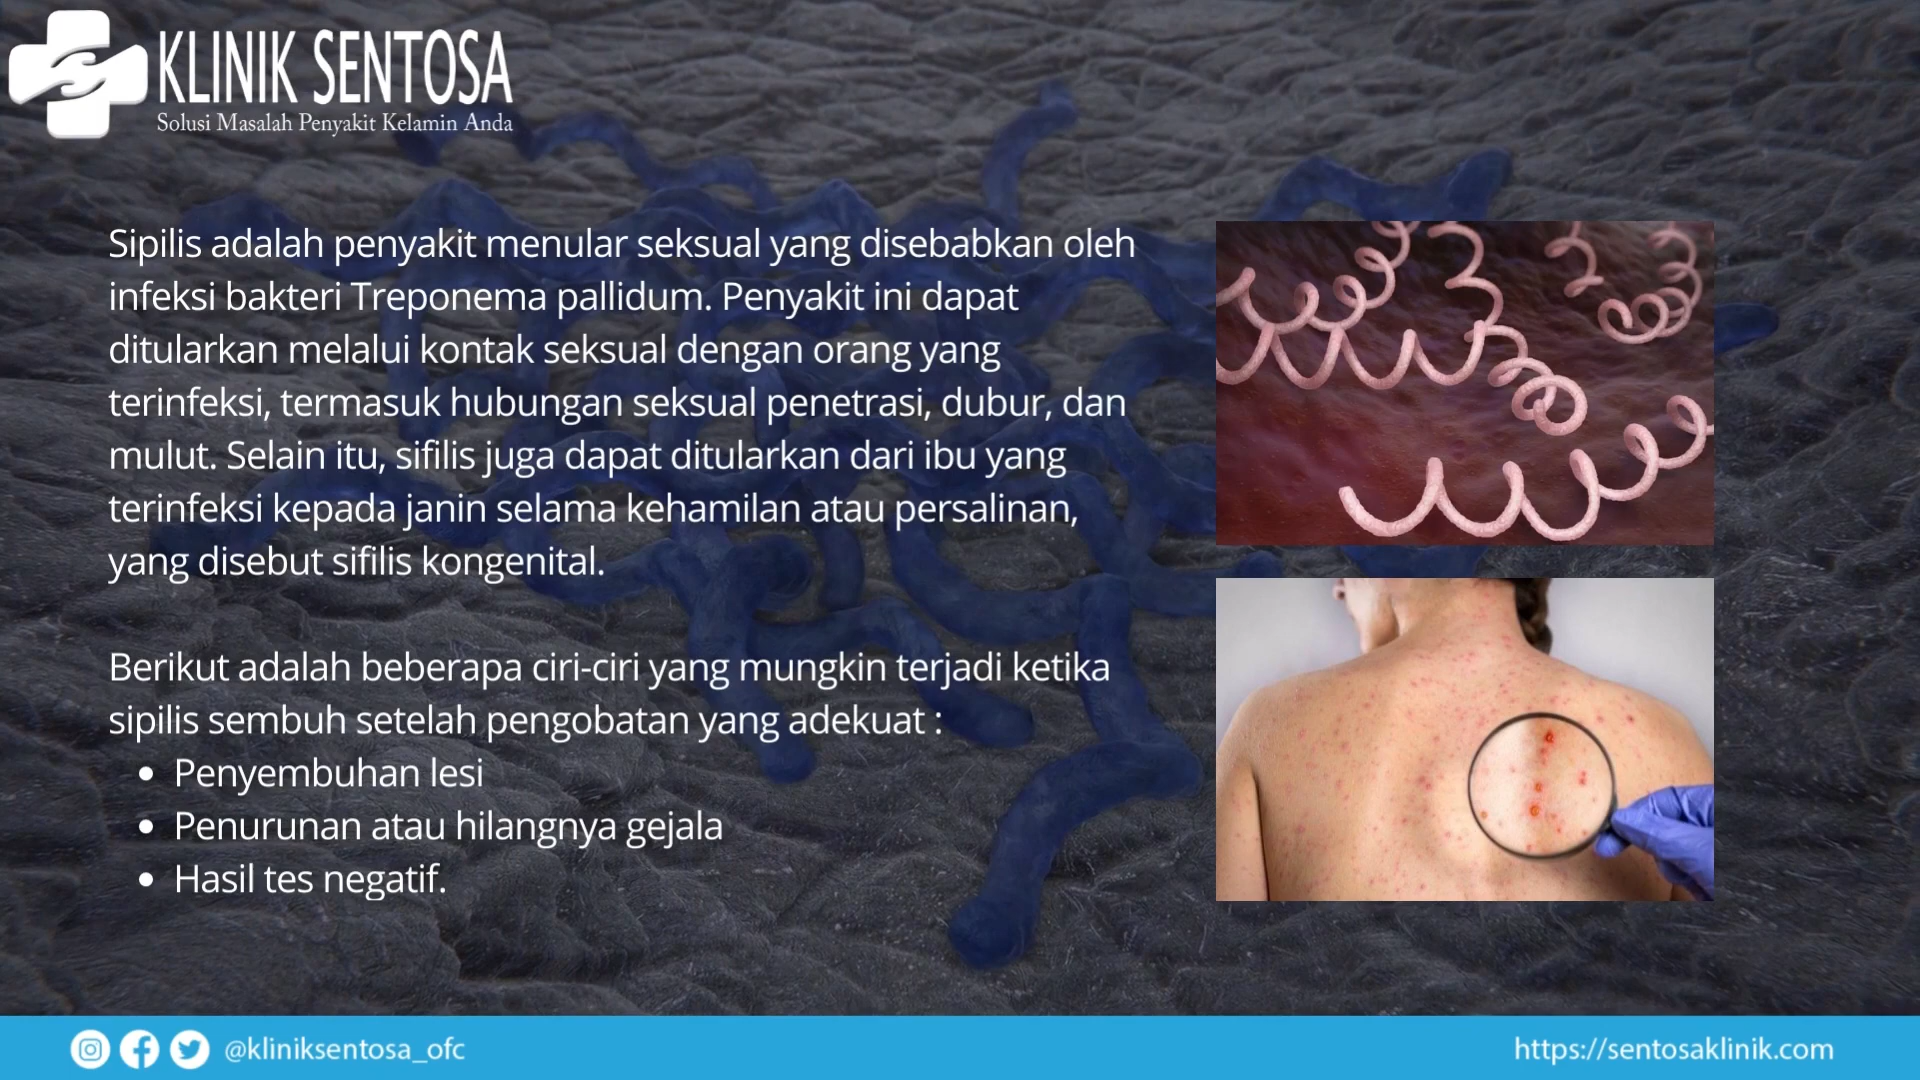 KLINIK SENTOSA
Solusi Masalah Penyakit Kelamin Anda
Sipilis adalah penyakit menular seksual yang disebabkan oleh
infeksi bakteri Treponema pallidum. Penyakit ini dapat
ditularkan melalui kontak seksual dengan orang yang
terinfeksi, termasuk hubungan seksual penetrasi, dubur, dan
mulut. Selain itu, sifilis juga dapat ditularkan dari ibu yang
terinfeksi kepada janin selama kehamilan atau persalinan,
yang disebut sifilis kongenital.
Berikut adalah beberapa ciri-ciri yang mungkin terjadi ketika
sipilis sembuh setelah pengobatan yang adekuat :
• Penyembuhan lesi
• Penurunan atau hilangnya gejala
• Hasil tes negatif.
@kliniksentosa_ofc
https://sentosaklinik.com